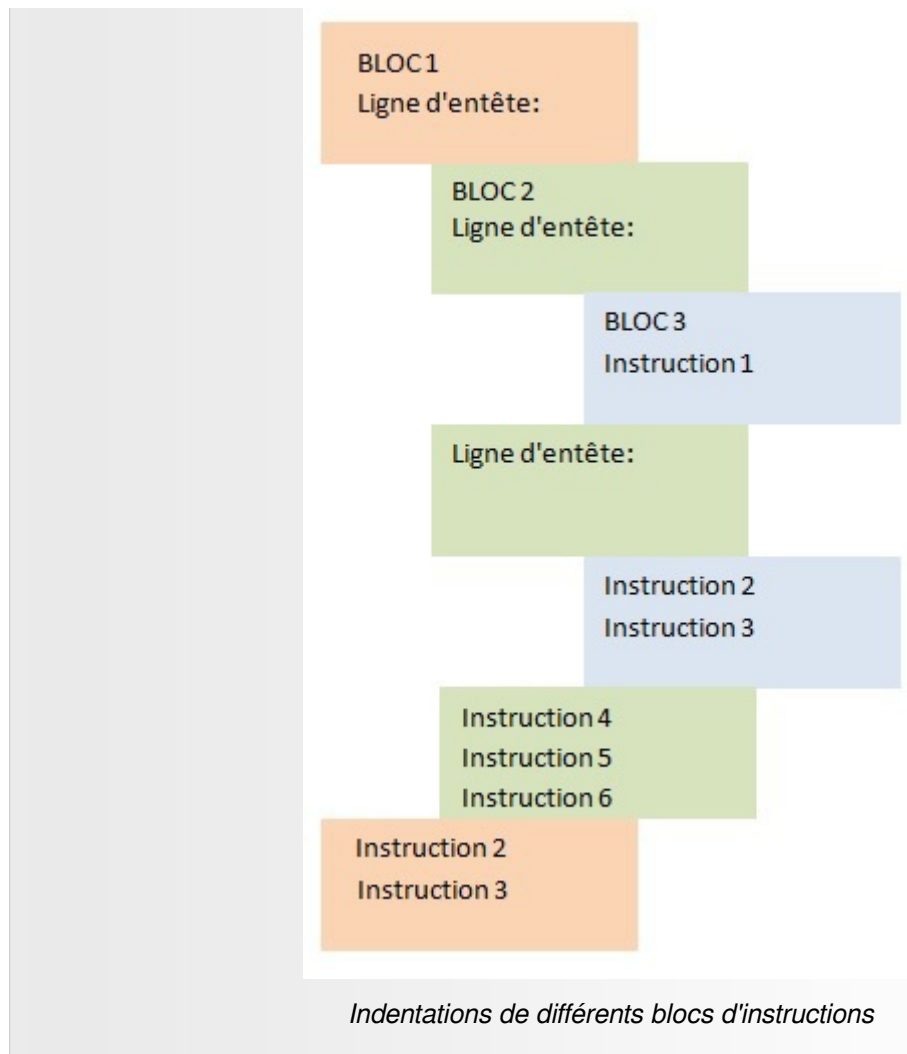 BLOC 1
Ligne d'entête:
BLOC 2
Ligne d'entête:
BLOC 3
Instruction 1
Ligne d'entête:
Instruction 2
Instruction 3
Instruction 4
Instruction 5
Instruction 6
Instruction 2
Instruction 3
Indentations de différents blocs d'instructions